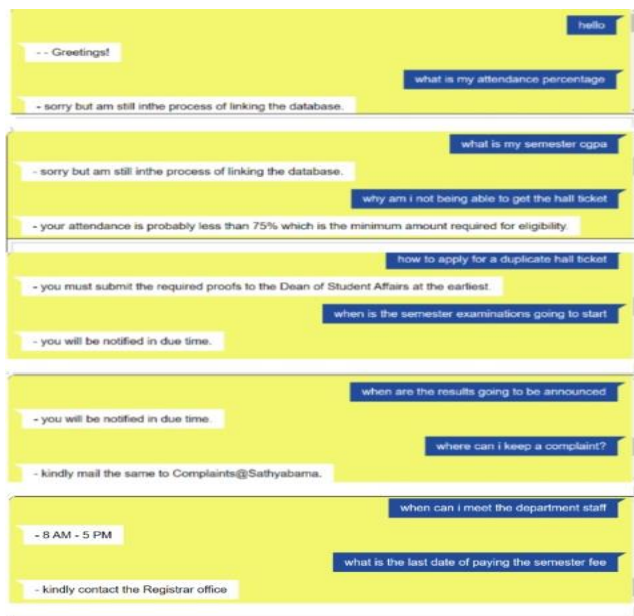 hello
- - Greetings!
what is my attendance percentage
- sorry but am still inthe process of linking the database.
what is my semester cgpa
- sorry but am still inthe process of linking the database.
why am i not being able to get the hall ticket
- your attendance is probably less than 75% which is the minimum amount required for eligibility.
how to apply for a duplicate hall ticket
- you must submit the required proofs to the Dean of Student Affairs at the earliest.
when is the semester examinations going to start
- you will be notified in due time.
when are the results going to be announced
- you will be notified in due time.
where can i keep a complaint?
- kindly mail the same to Complaints@Sathyabama.
when can i meet the department staff
- 8 AM - 5 PM
what is the last date of paying the semester fee
- kindly contact the Registrar office